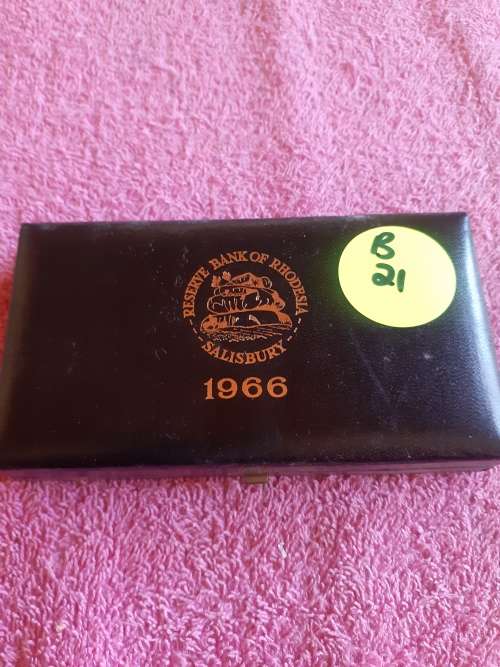 RESERVE BANK OF RHODESIA
SALISBURY
1966
B
21